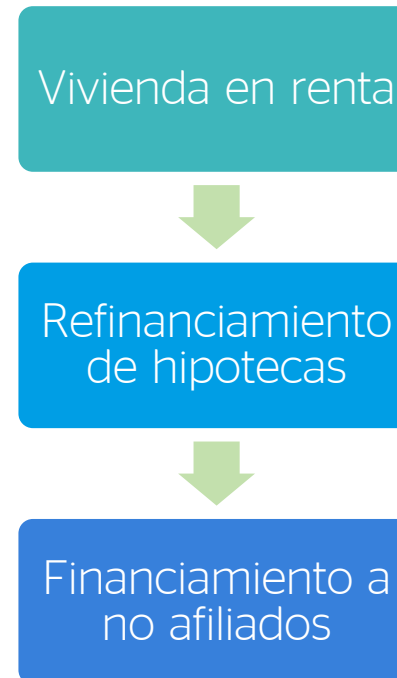 Vivienda en renta
Refinanciamiento
de hipotecas
Financiamiento a
no afiliados